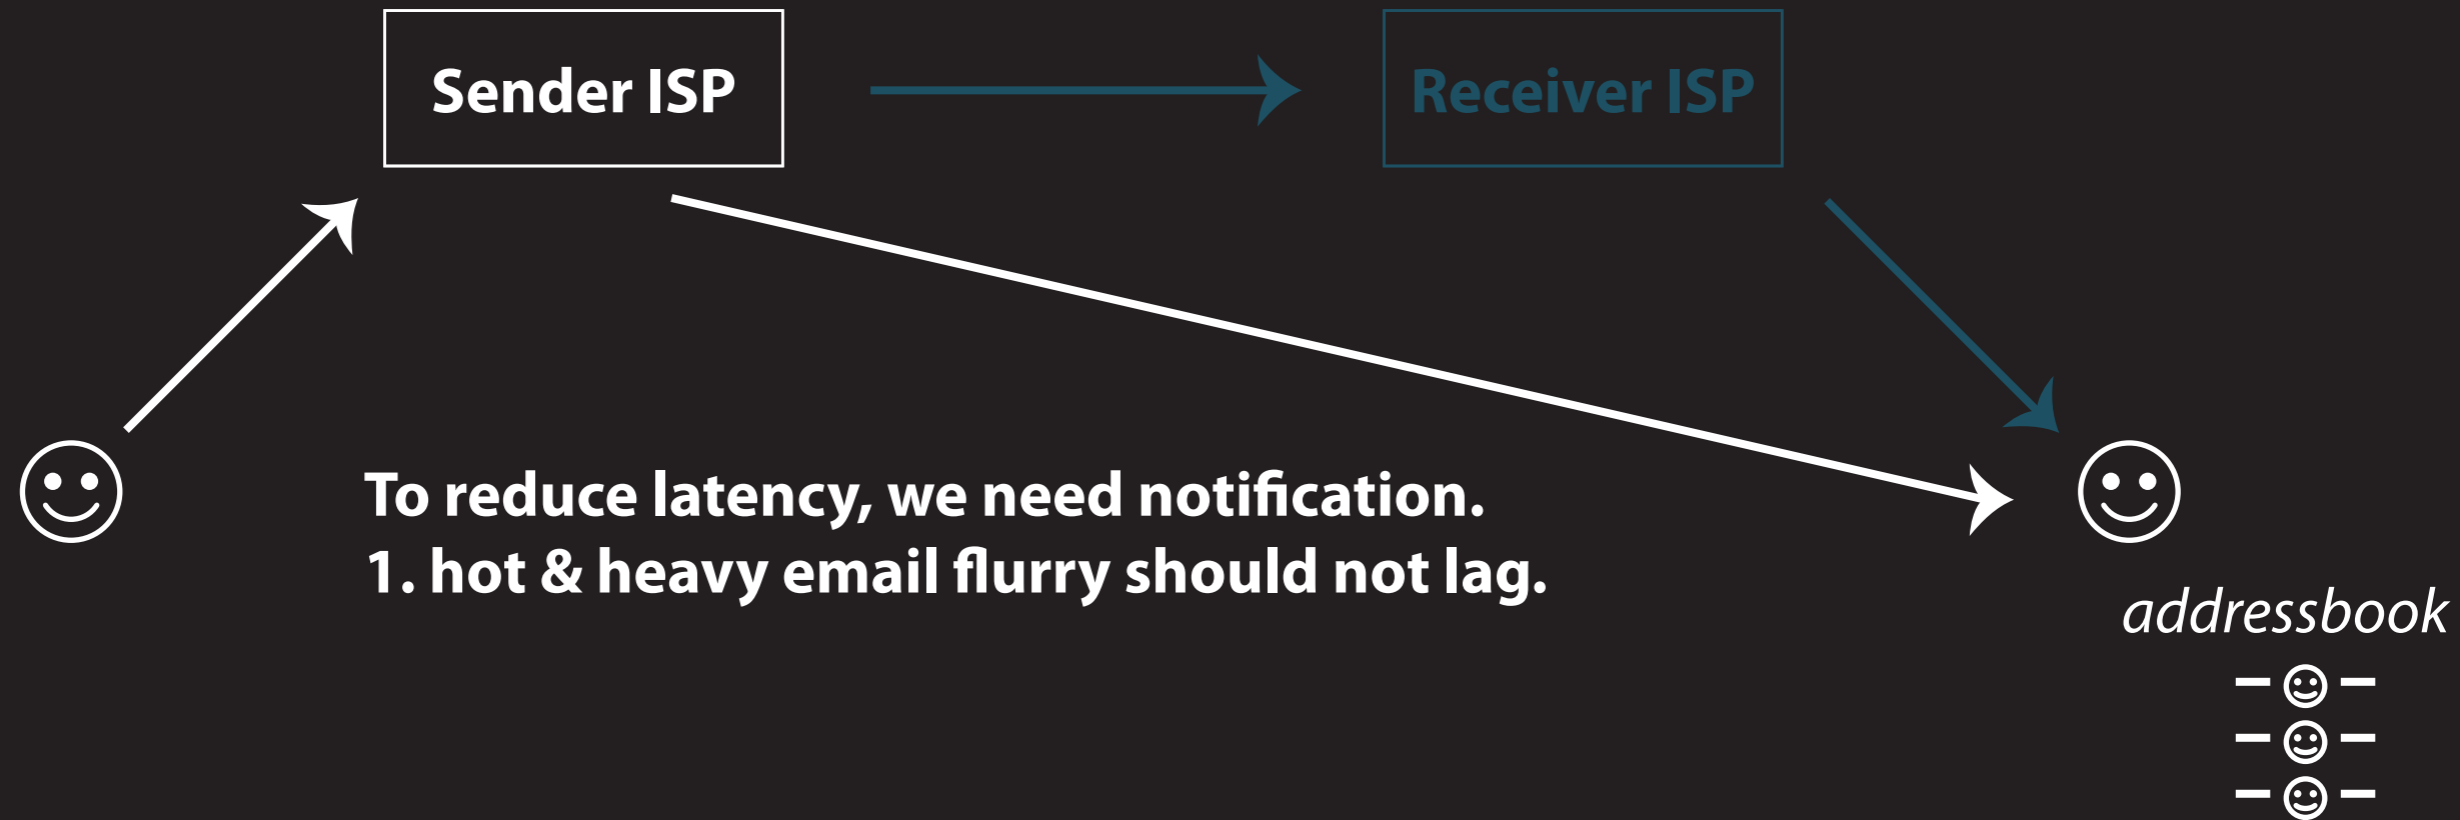 Sender ISP
Receiver ISP
To reduce latency, we need notification.
1. hot & heavy email flurry should not lag.
addressbook